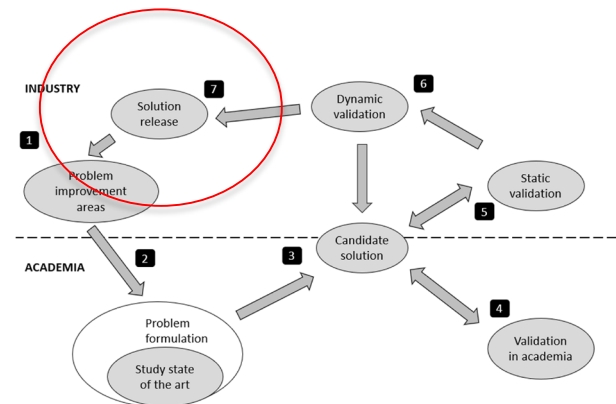 INDUSTRY
7
Solution
release
6
Dynamic
validation
1
Problem
improvement
areas
Static
validation
5
Candidate
solution
ACADEMIA
2
3
4
Problem
formulation
Study state
of the art
Validation
in academia